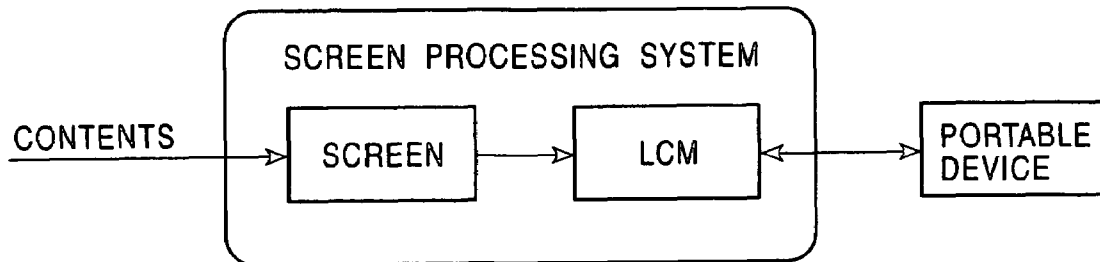 SCREEN PROCESSING SYSTEM
CONTENTS
SCREEN
LCM
PORTABLE
DEVICE